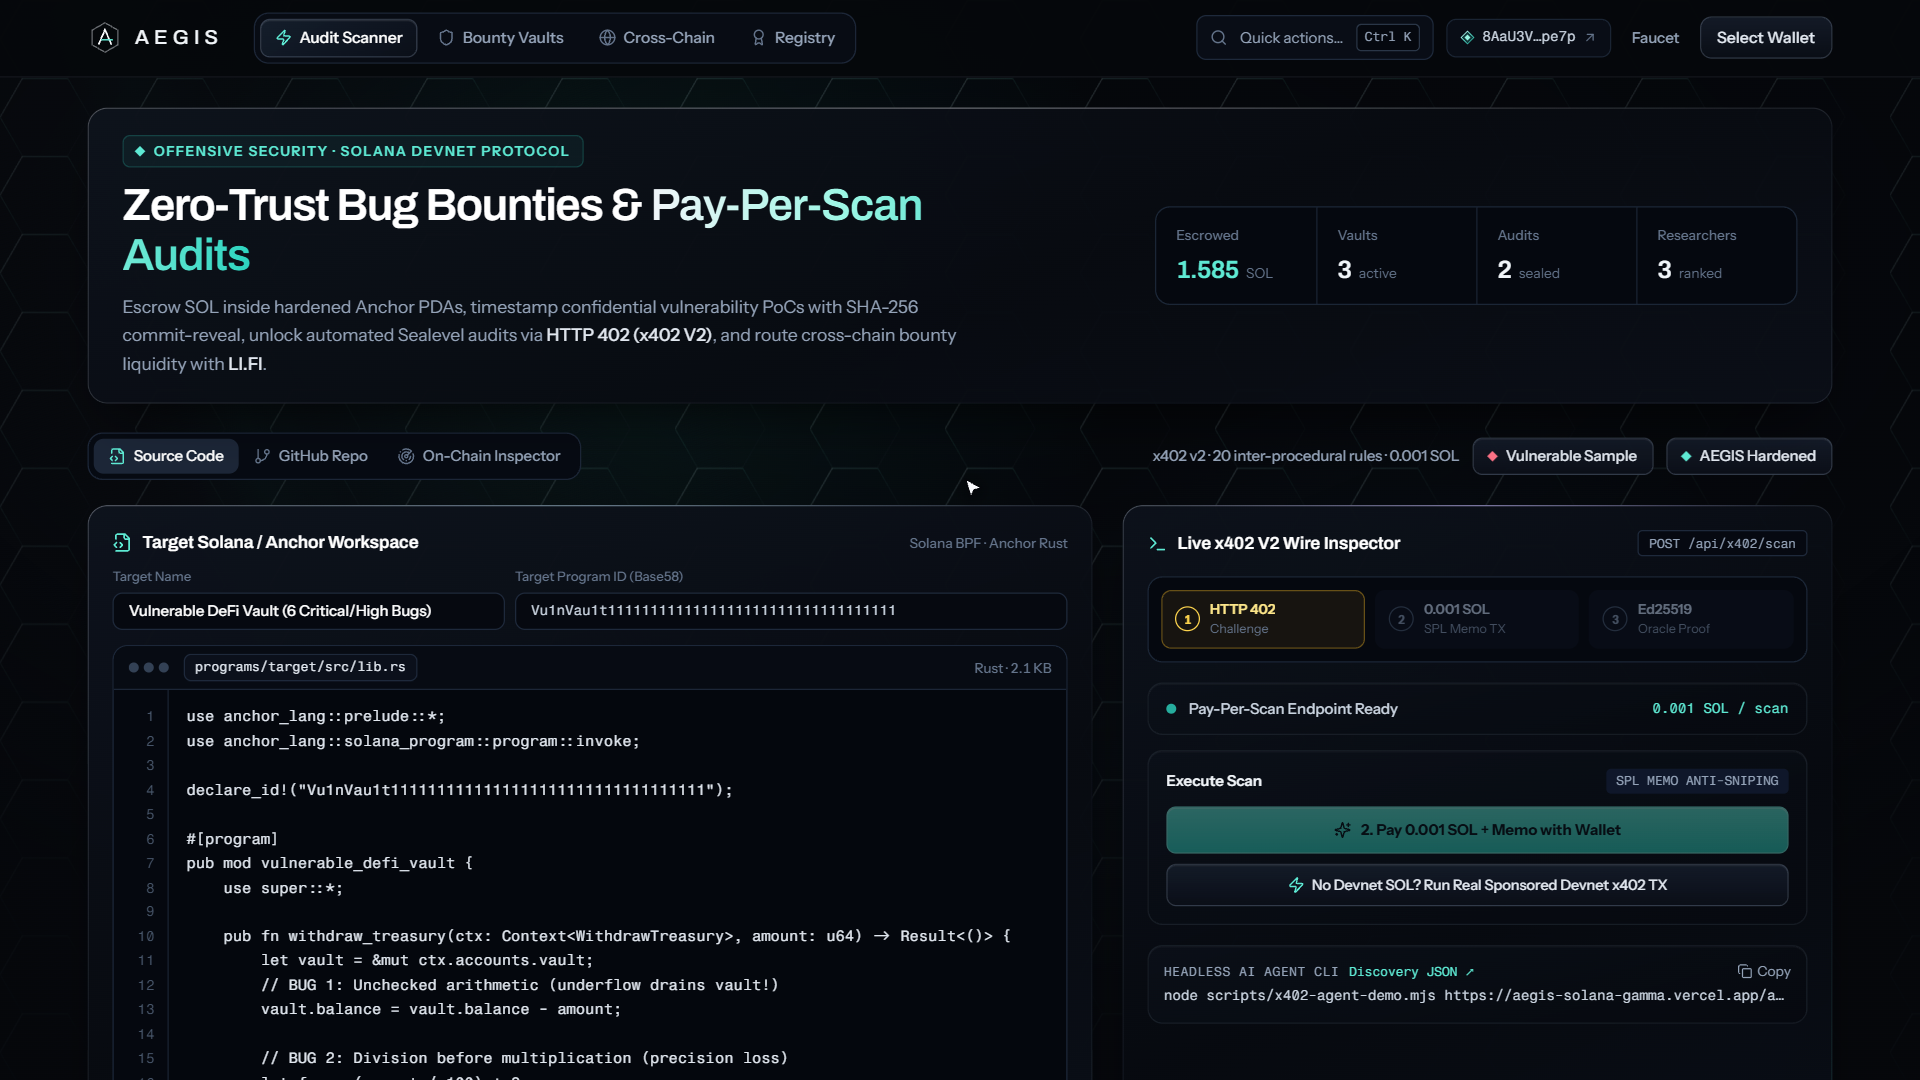 AEGIS
Audit Scanner
Bounty Vaults
Cross-Chain
Registry
Quick actions... Ctrl K
8AaU3V…pe7p ↗
Faucet
Select Wallet
OFFENSIVE SECURITY · SOLANA DEVNET PROTOCOL
Zero-Trust Bug Bounties & Pay-Per-Scan
Audits
Escrow SOL inside hardened Anchor PDAs, timestamp confidential vulnerability PoCs with SHA-256
commit-reveal, unlock automated Sealevel audits via HTTP 402 (x402 V2), and route cross-chain bounty
liquidity with LI.FI.
Escrowed
1.585 SOL
Vaults
3 active
Audits
2 sealed
Researchers
3 ranked
Source Code
GitHub Repo
On-Chain Inspector
x402 v2 · 20 inter-procedural rules · 0.001 SOL
Vulnerable Sample
AEGIS Hardened
Target Solana / Anchor Workspace
Solana BPF · Anchor Rust
Target Name
Vulnerable DeFi Vault (6 Critical/High Bugs)
Target Program ID (Base58)
programs/target/src/lib.rs
Rust · 2.1 KB
1 use anchor_lang::prelude::*;
2 use anchor_lang::solana_program::program::invoke;
3
4 declare_id!("Vu1nVau1t1111111111111111111111111111111111");
5
6 #[program]
7 pub mod vulnerable_defi_vault {
8 use super::*;
9
10 pub fn withdraw_treasury(ctx: Context<WithdrawTreasury>, amount: u64) -> Result<()> {
11 let vault = &mut ctx.accounts.vault;
12 // BUG 1: Unchecked arithmetic (underflow drains vault!)
13 vault.balance = vault.balance - amount;
14
15 // BUG 2: Division before multiplication (precision loss)
Live x402 V2 Wire Inspector
POST /api/x402/scan
1 HTTP 402
Challenge
2 0.001 SOL
SPL Memo TX
3 Ed25519
Oracle Proof
Pay-Per-Scan Endpoint Ready
0.001 SOL / scan
Execute Scan
SPL MEMO ANTI-SNIPING
2. Pay 0.001 SOL + Memo with Wallet
No Devnet SOL? Run Real Sponsored Devnet x402 TX
HEADLESS AI AGENT CLI Discovery JSON ↗
Copy
node scripts/x402-agent-demo.mjs https://aegis-solana-gamma.vercel.app/a…